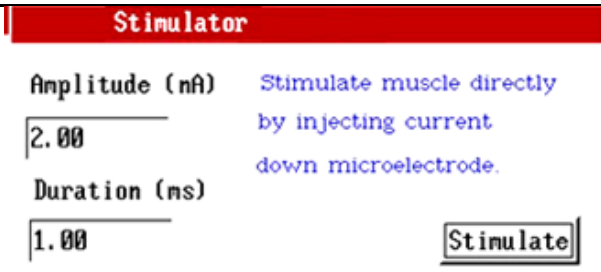 Stimulator
Amplitude (nA)
Stimulate muscle directly
by injecting current
down microelectrode.
2.00
Duration (ms)
1.00
Stimulate